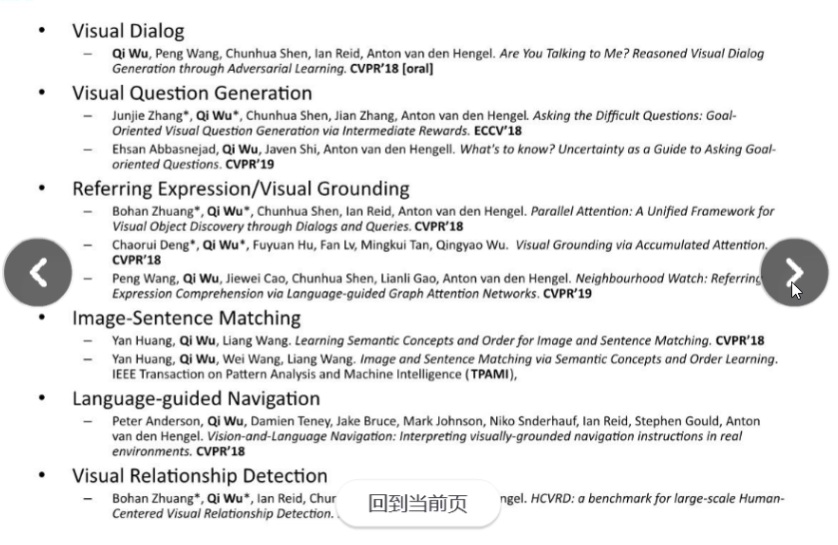 • Visual Dialog
– Qi Wu, Peng Wang, Chunhua Shen, Ian Reid, Anton van den Hengel. Are You Talking to Me? Reasoned Visual Dialog
Generation through Adversarial Learning. CVPR'18 [oral]
• Visual Question Generation
– Junjie Zhang*, Qi Wu*, Chunhua Shen, Jian Zhang, Anton van den Hengel. Asking the Difficult Questions: Goal-
Oriented Visual Question Generation via Intermediate Rewards. ECCV'18
– Ehsan Abbasnejad, Qi Wu, Javen Shi, Anton van den Hengell. What's to know? Uncertainty as a Guide to Asking Goal-
oriented Questions. CVPR'19
• Referring Expression/Visual Grounding
– Bohan Zhuang*, Qi Wu*, Chunhua Shen, Ian Reid, Anton van den Hengel. Parallel Attention: A Unified Framework for
Visual Object Discovery through Dialogs and Queries. CVPR'18
– Chaorui Deng*, Qi Wu*, Fuyuan Hu, Fan Lv, Mingkui Tan, Qingyao Wu. Visual Grounding via Accumulated Attention.
CVPR'18
– Peng Wang, Qi Wu, Jiewei Cao, Chunhua Shen, Lianli Gao, Anton van den Hengel. Neighbourhood Watch: Referring
Expression Comprehension via Language-guided Graph Attention Networks. CVPR'19
• Image-Sentence Matching
– Yan Huang, Qi Wu, Liang Wang. Learning Semantic Concepts and Order for Image and Sentence Matching. CVPR'18
– Yan Huang, Qi Wu, Wei Wang, Liang Wang. Image and Sentence Matching via Semantic Concepts and Order Learning.
IEEE Transaction on Pattern Analysis and Machine Intelligence (TPAMI),
• Language-guided Navigation
– Peter Anderson, Qi Wu, Damien Teney, Jake Bruce, Mark Johnson, Niko Snderhauf, Ian Reid, Stephen Gould, Anton
van den Hengel. Vision-and-Language Navigation: Interpreting visually-grounded navigation instructions in real
environments. CVPR'18
• Visual Relationship Detection
– Bohan Zhuang*, Qi Wu*, Ian Reid, Chur ngel. HCVRD: a benchmark for large-scale Human-
Centered Visual Relationship Detection.
回到当前页